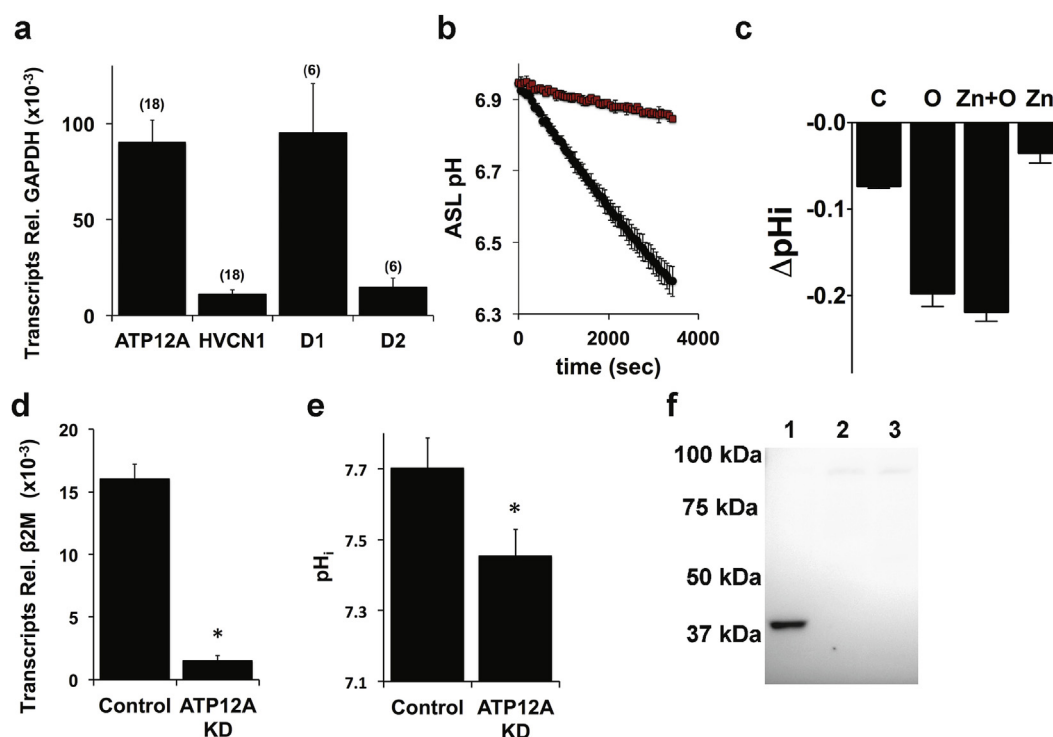 a
Transcripts Rel. GAPDH (x10⁻³)
100
50
0
(18)
(18)
(6)
(6)
ATP12A HVCN1 D1 D2
b
ASL pH
6.9
6.7
6.5
6.3
0 2000 4000
time (sec)
c
C O Zn+O Zn
ΔpHi
-0.0
-0.1
-0.2
d
Transcripts Rel. β2M (x10⁻³)
20
15
10
5
0
*
Control ATP12A
KD
e
pHᵢ
7.7
7.5
7.3
7.1
*
Control ATP12A
KD
f
1 2 3
100 kDa
75 kDa
50 kDa
37 kDa